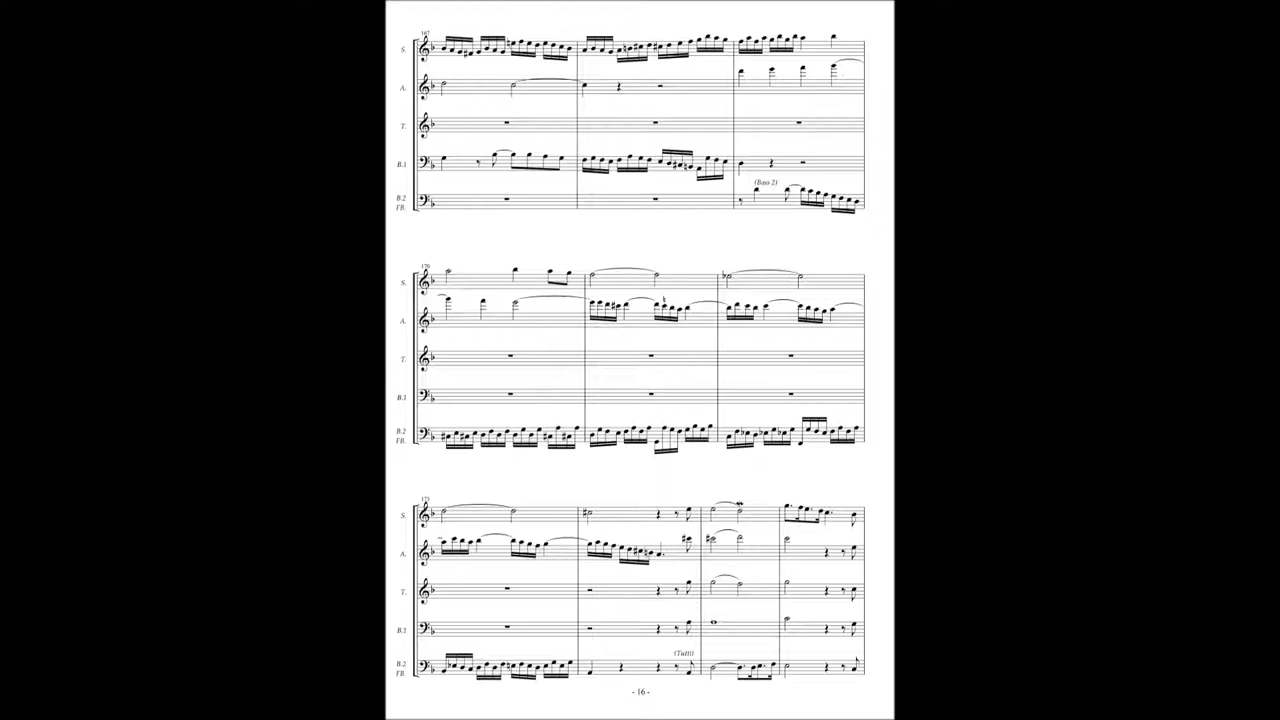 167
S.
A.
T.
B.1
(Bass 2)
B.2
FB.
170
S.
A.
T.
B.1
B.2
FB.
173
S.
A.
T.
B.1
(Tutti)
B.2
FB.
- 16 -